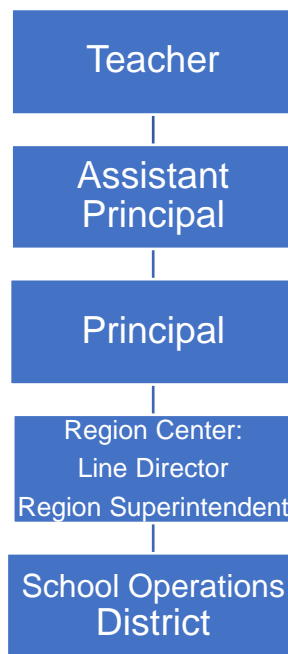 Teacher
Assistant
Principal
Principal
Region Center:
Line Director
Region Superintendent
School Operations
District